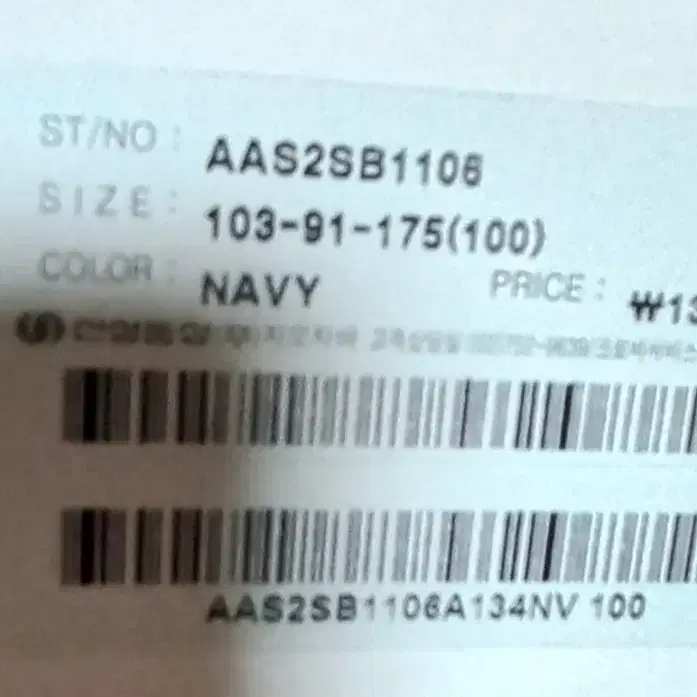 ST/NO : AAS2SB1106
SIZE : 103-91-175(100)
COLOR : NAVY PRICE : ₩13
AAS2SB1106A134NV 100